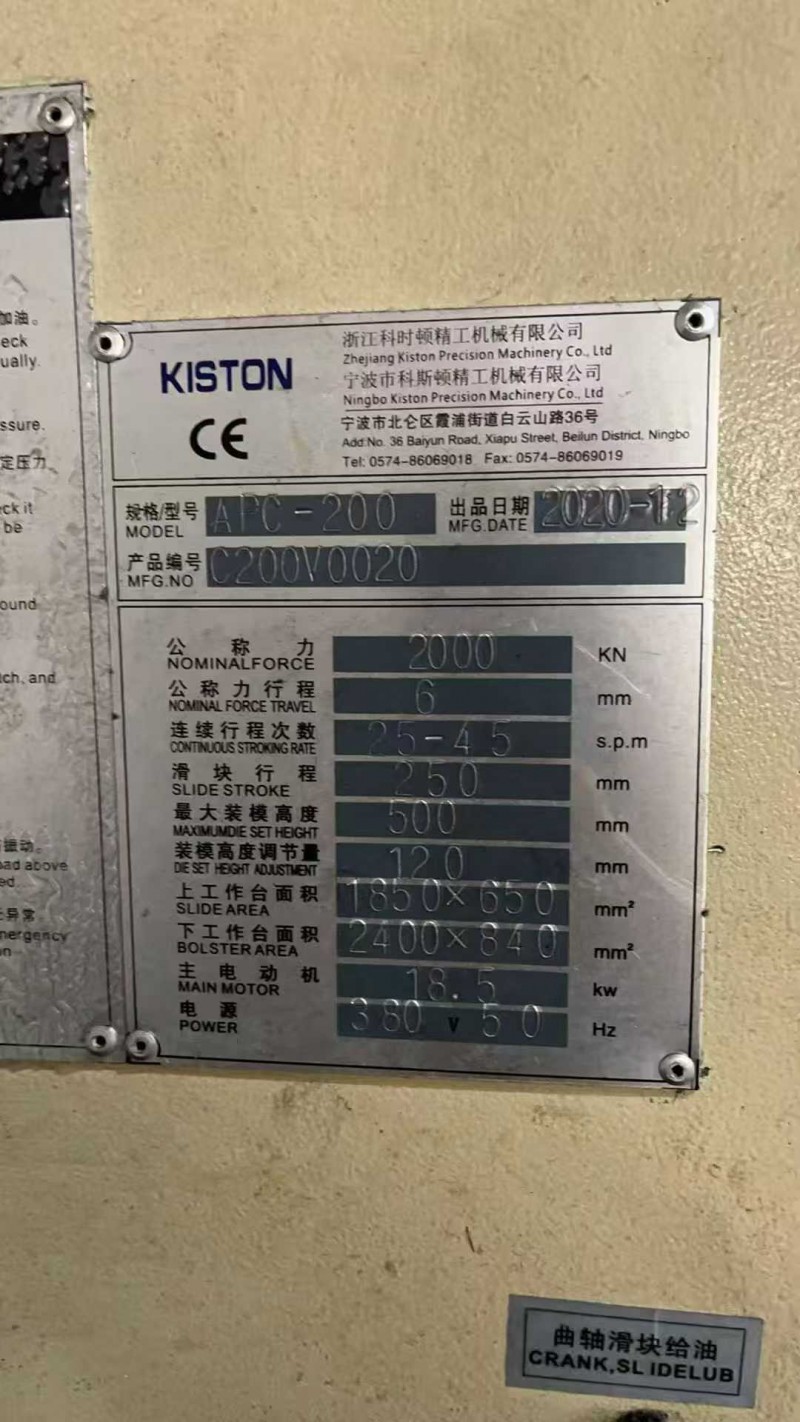 加油。
eck
ually.
ssure.
定压力
ck it
be
ound
tch, and
振动。
oad above
ed.
异常
mergency
on
KISTON
CE
浙江科时顿精工机械有限公司
Zhejiang Kiston Precision Machinery Co., Ltd
宁波市科斯顿精工机械有限公司
Ningbo Kiston Precision Machinery Co., Ltd
宁波市北仑区霞浦街道白云山路36号
Add:No. 36 Baiyun Road, Xiapu Street, Beilun District, Ningbo
Tel: 0574-86069018 Fax: 0574-86069019
规格/型号 APC-200 出品日期 2020-12
MODEL MFG.DATE
产品编号 C200V0020
MFG.NO
公称力 2000 KN
NOMINALFORCE
公称力行程 6 mm
NOMINAL FORCE TRAVEL
连续行程次数 25-45 s.p.m
CONTINUOUS STROKING RATE
滑块行程 250 mm
SLIDE STROKE
最大装模高度 500 mm
MAXIMUMDIE SET HEIGHT
装模高度调节量 120 mm
DIE SET HEIGHT ADJUSTMENT
上工作台面积 1850×650 mm²
SLIDE AREA
下工作台面积 2400×840 mm²
BOLSTER AREA
主电动机 18.5 kw
MAIN MOTOR
电源 380 V 50 Hz
POWER
曲轴滑块给油
CRANK,SLIDELUB